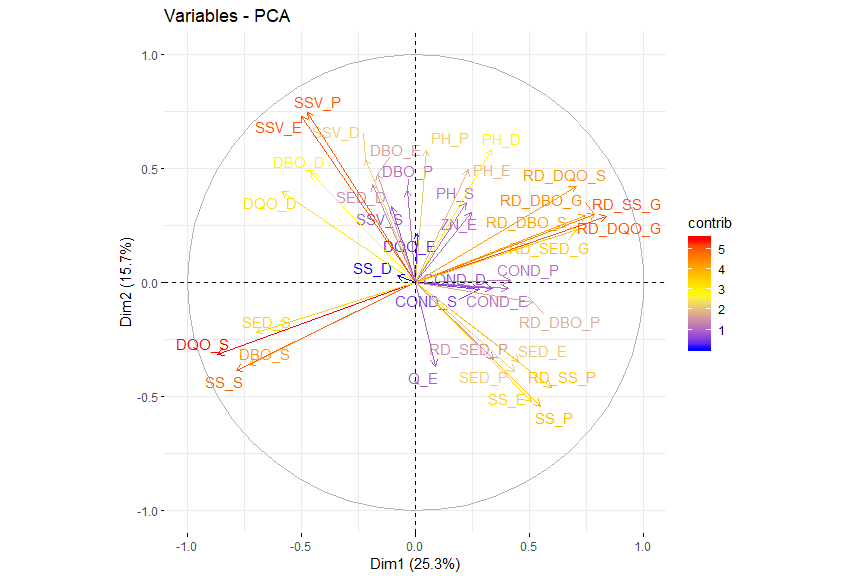 Variables - PCA
1.0
SSV_P
SSV_E
SSV_D
PH_P
PH_D
DBO_E
DBO_D
DBO_P
PH_E
RD_DQO_S
0.5
SED_D
PH_S
RD_DBO_G
RD_SS_G
DQO_D
SSV_S
ZN_E
RD_DBO_S
RD_DQO_G
DQO_E
RD_SED_G
SS_D
COND_P
OND_D
0.0
COND_S
COND_E
SED_S
RD_DBO_P
DQO_S
DBO_S
RD_SED_P
SED_E
SS_S
Q_E
SED_P
RD_SS_P
SS_E
-0.5
SS_P
-1.0
-1.0
-0.5
0.0
0.5
1.0
Dim1 (25.3%)
Dim2 (15.7%)
contrib
5
4
3
2
1